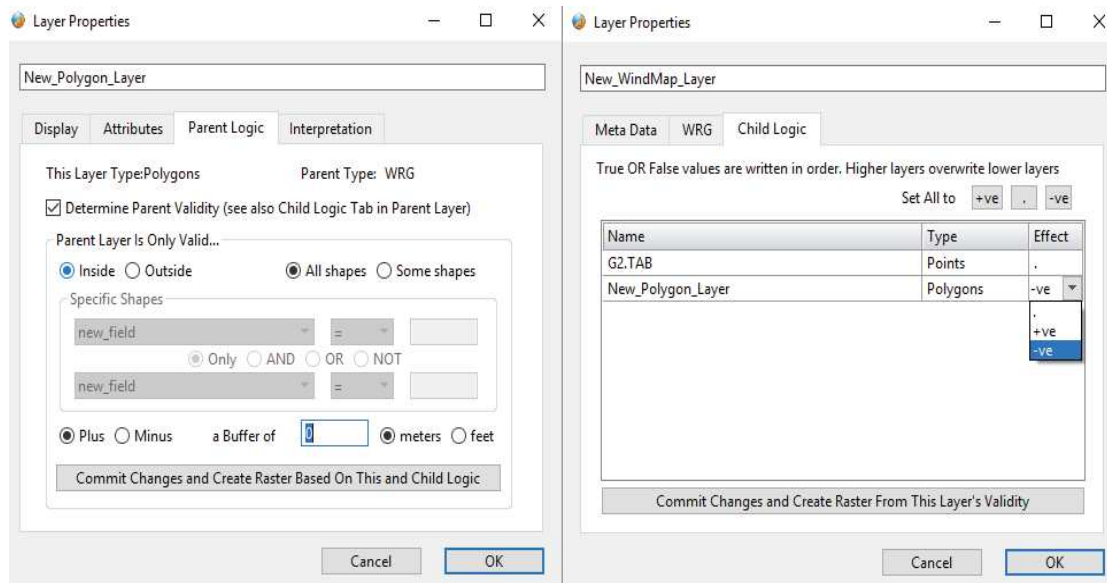 Layer Properties
New_Polygon_Layer
Display Attributes Parent Logic Interpretation
This Layer Type:Polygons Parent Type: WRG
Determine Parent Validity (see also Child Logic Tab in Parent Layer)
Parent Layer Is Only Valid...
Inside Outside All shapes Some shapes
Specific Shapes
new_field =
Only AND OR NOT
new_field =
Plus Minus a Buffer of 0 meters feet
Commit Changes and Create Raster Based On This and Child Logic
Cancel OK
Layer Properties
New_WindMap_Layer
Meta Data WRG Child Logic
True OR False values are written in order. Higher layers overwrite lower layers
Set All to +ve . -ve
Name Type Effect
G2.TAB Points .
New_Polygon_Layer Polygons -ve
.
+ve
-ve
Commit Changes and Create Raster From This Layer's Validity
Cancel OK